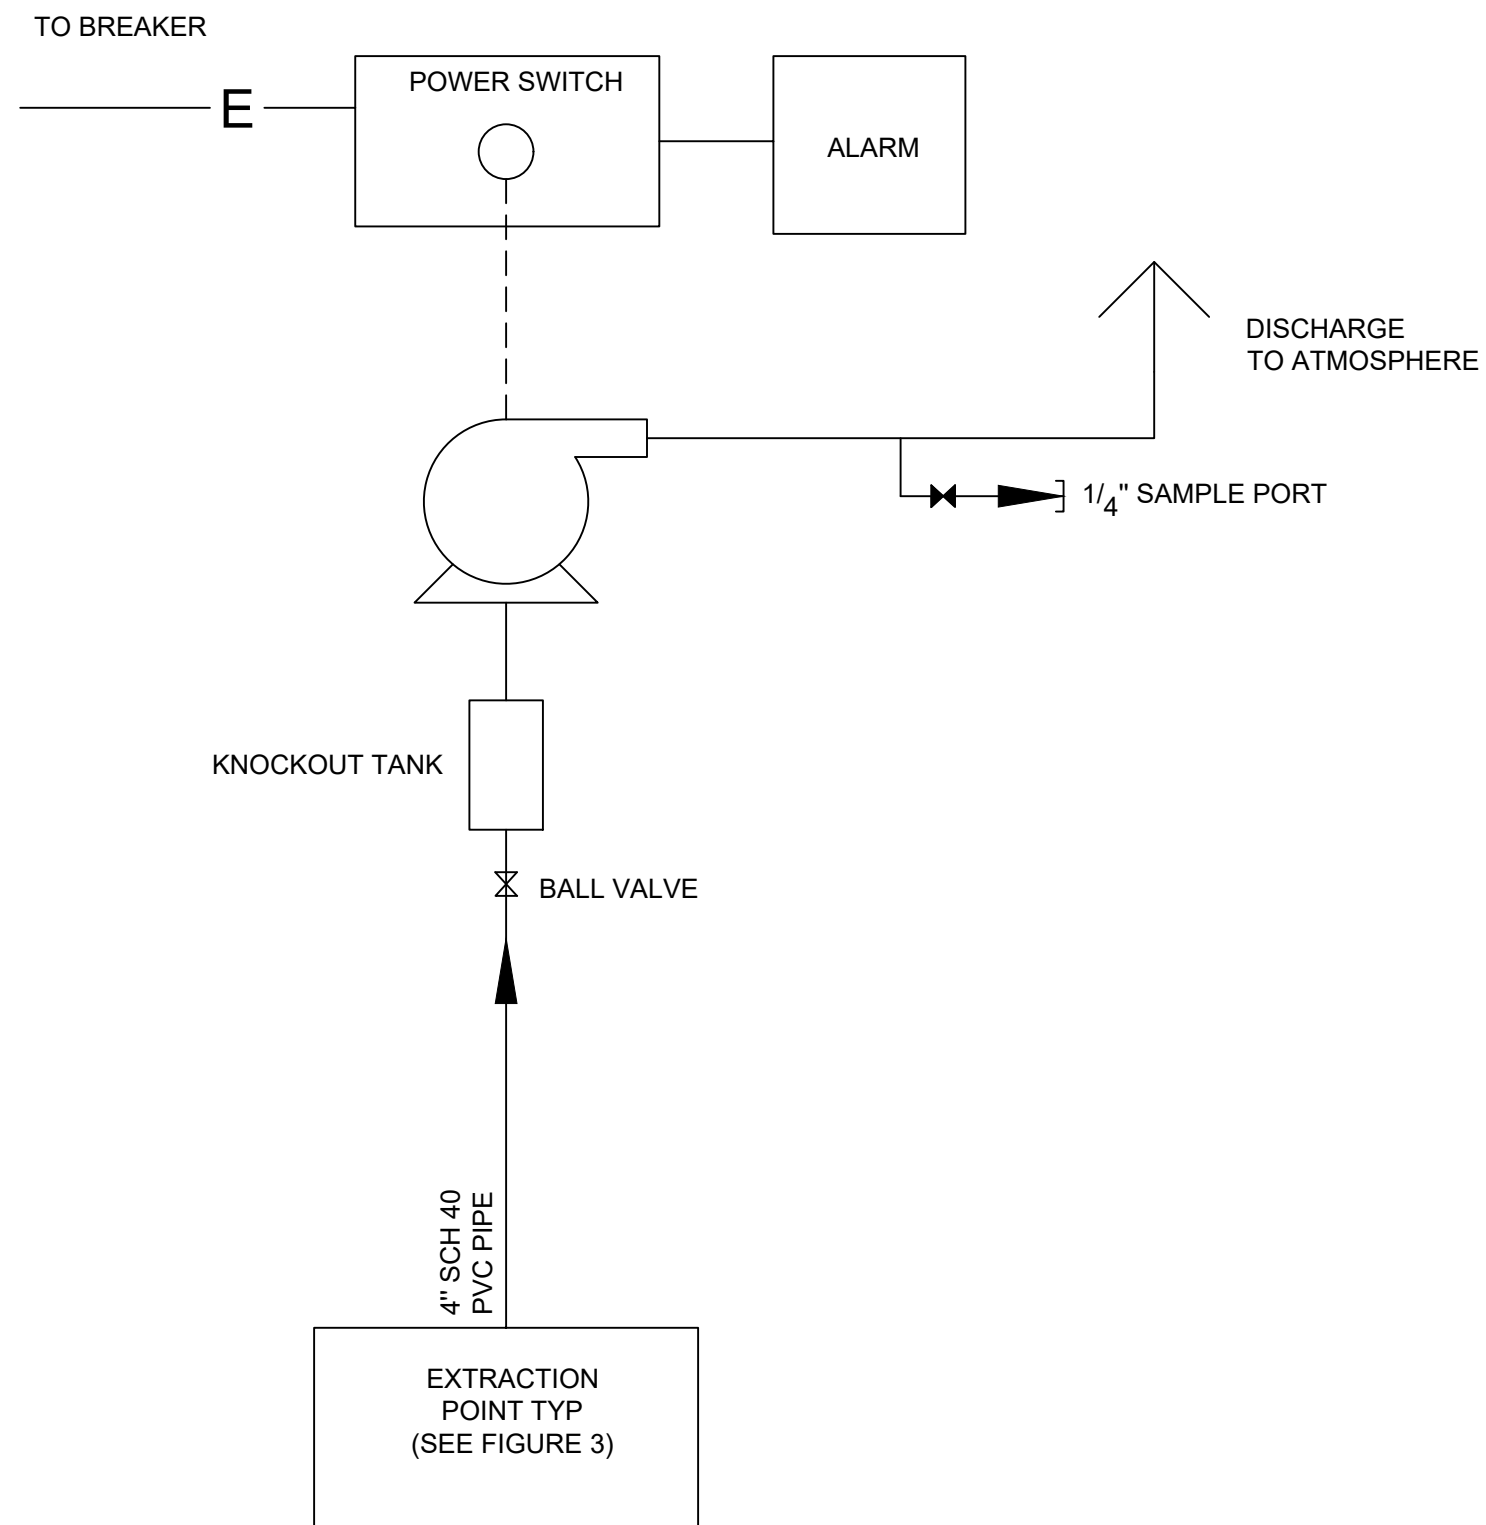 TO BREAKER
E
POWER SWITCH
ALARM
DISCHARGE
TO ATMOSPHERE
1/4" SAMPLE PORT
KNOCKOUT TANK
BALL VALVE
4" SCH 40
PVC PIPE
EXTRACTION
POINT TYP
(SEE FIGURE 3)